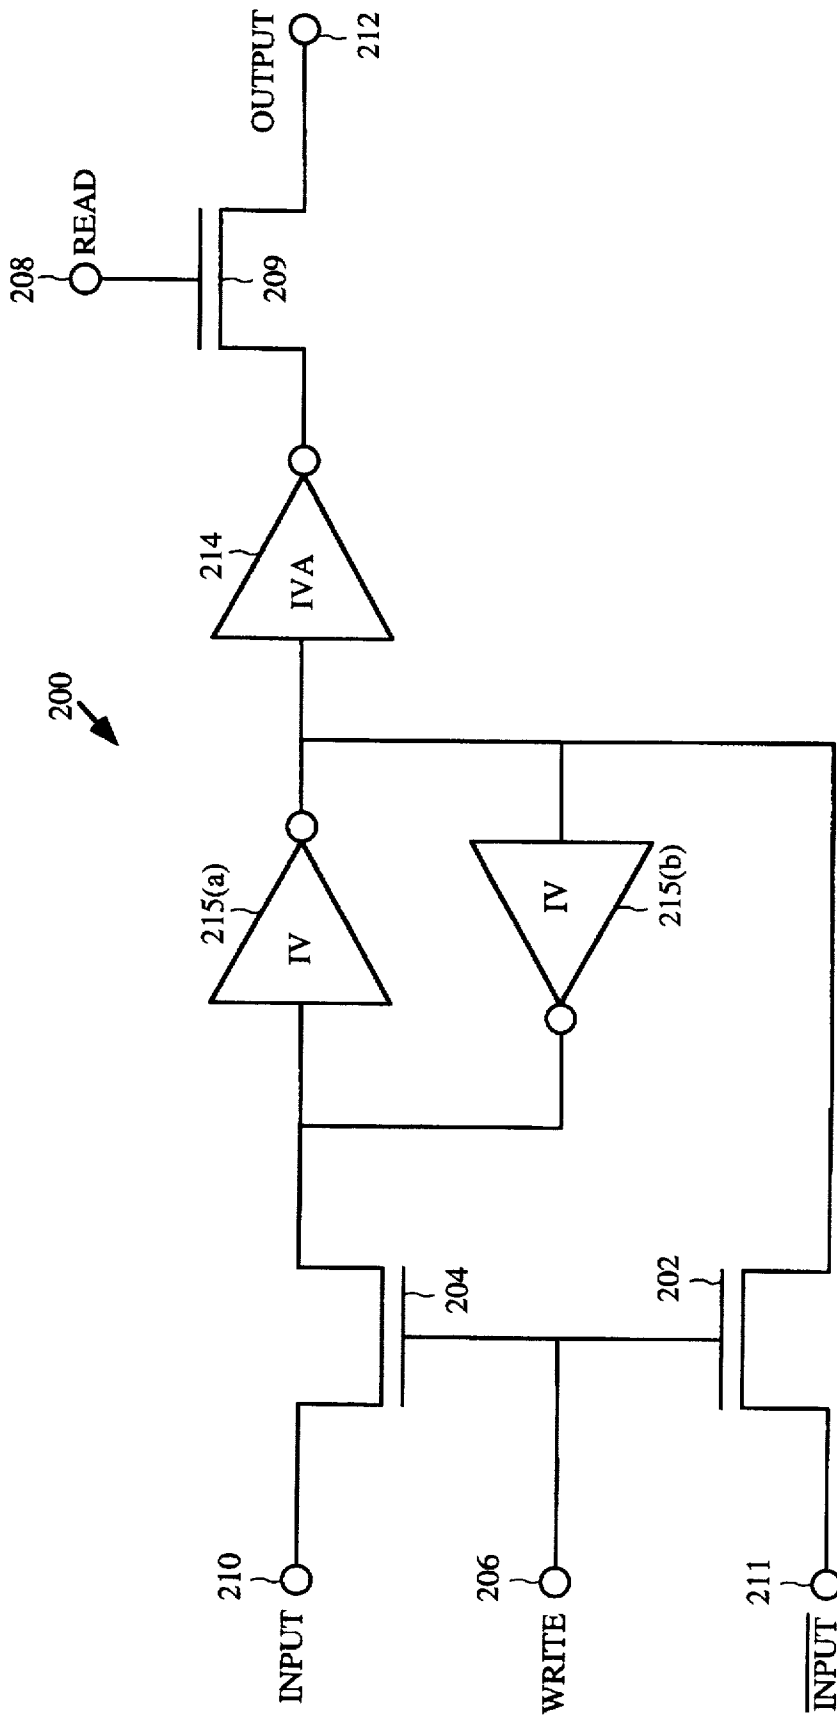 200
208
READ
OUTPUT
212
209
214
IVA
215(a)
IV
IV
215(b)
204
202
210
INPUT
206
WRITE
211
I̅N̅P̅U̅T̅